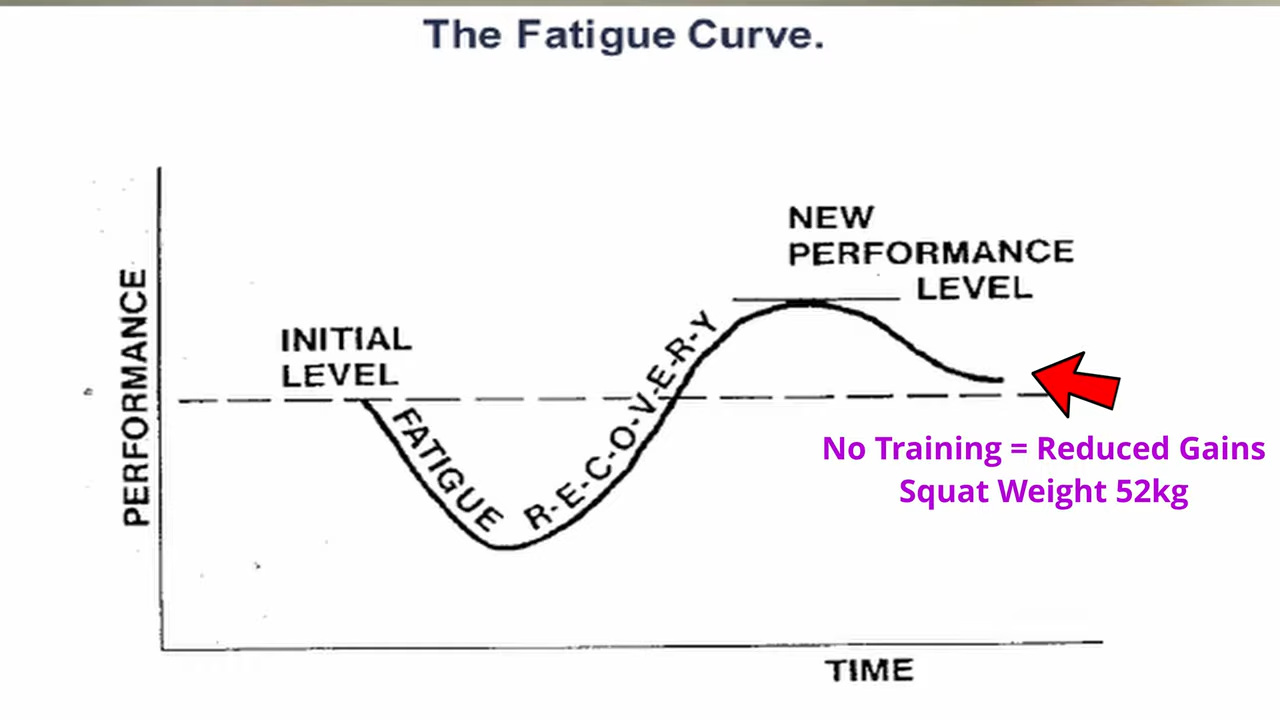 The Fatigue Curve.
NEW
PERFORMANCE
LEVEL
INITIAL
LEVEL
PERFORMANCE
FATIGUE
R-E-C-O-V-E-R-Y
No Training = Reduced Gains
Squat Weight 52kg
TIME